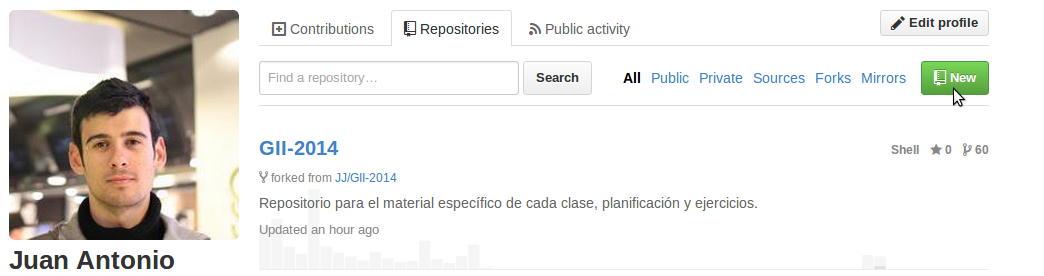 Contributions Repositories Public activity Edit profile
Find a repository… Search All Public Private Sources Forks Mirrors New
GII-2014 Shell 0 60
forked from JJ/GII-2014
Repositorio para el material específico de cada clase, planificación y ejercicios.
Updated an hour ago
Juan Antonio